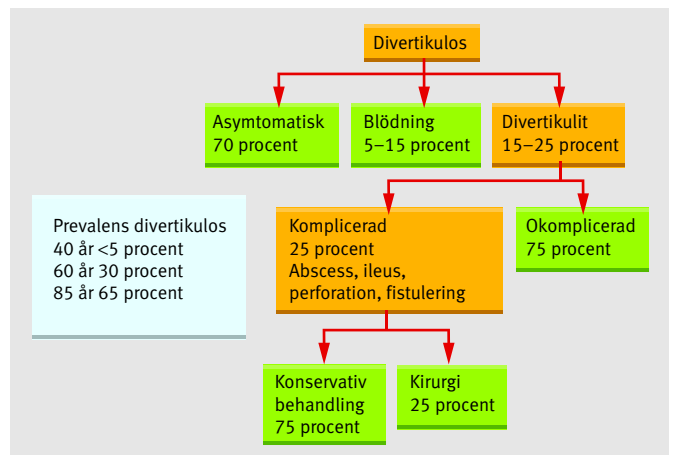 Divertikulos
Asymtomatisk
70 procent
Blödning
5–15 procent
Divertikulit
15–25 procent
Prevalens divertikulos
40 år <5 procent
60 år 30 procent
85 år 65 procent
Komplicerad
25 procent
Abscess, ileus,
perforation, fistulering
Okomplicerad
75 procent
Konservativ
behandling
75 procent
Kirurgi
25 procent